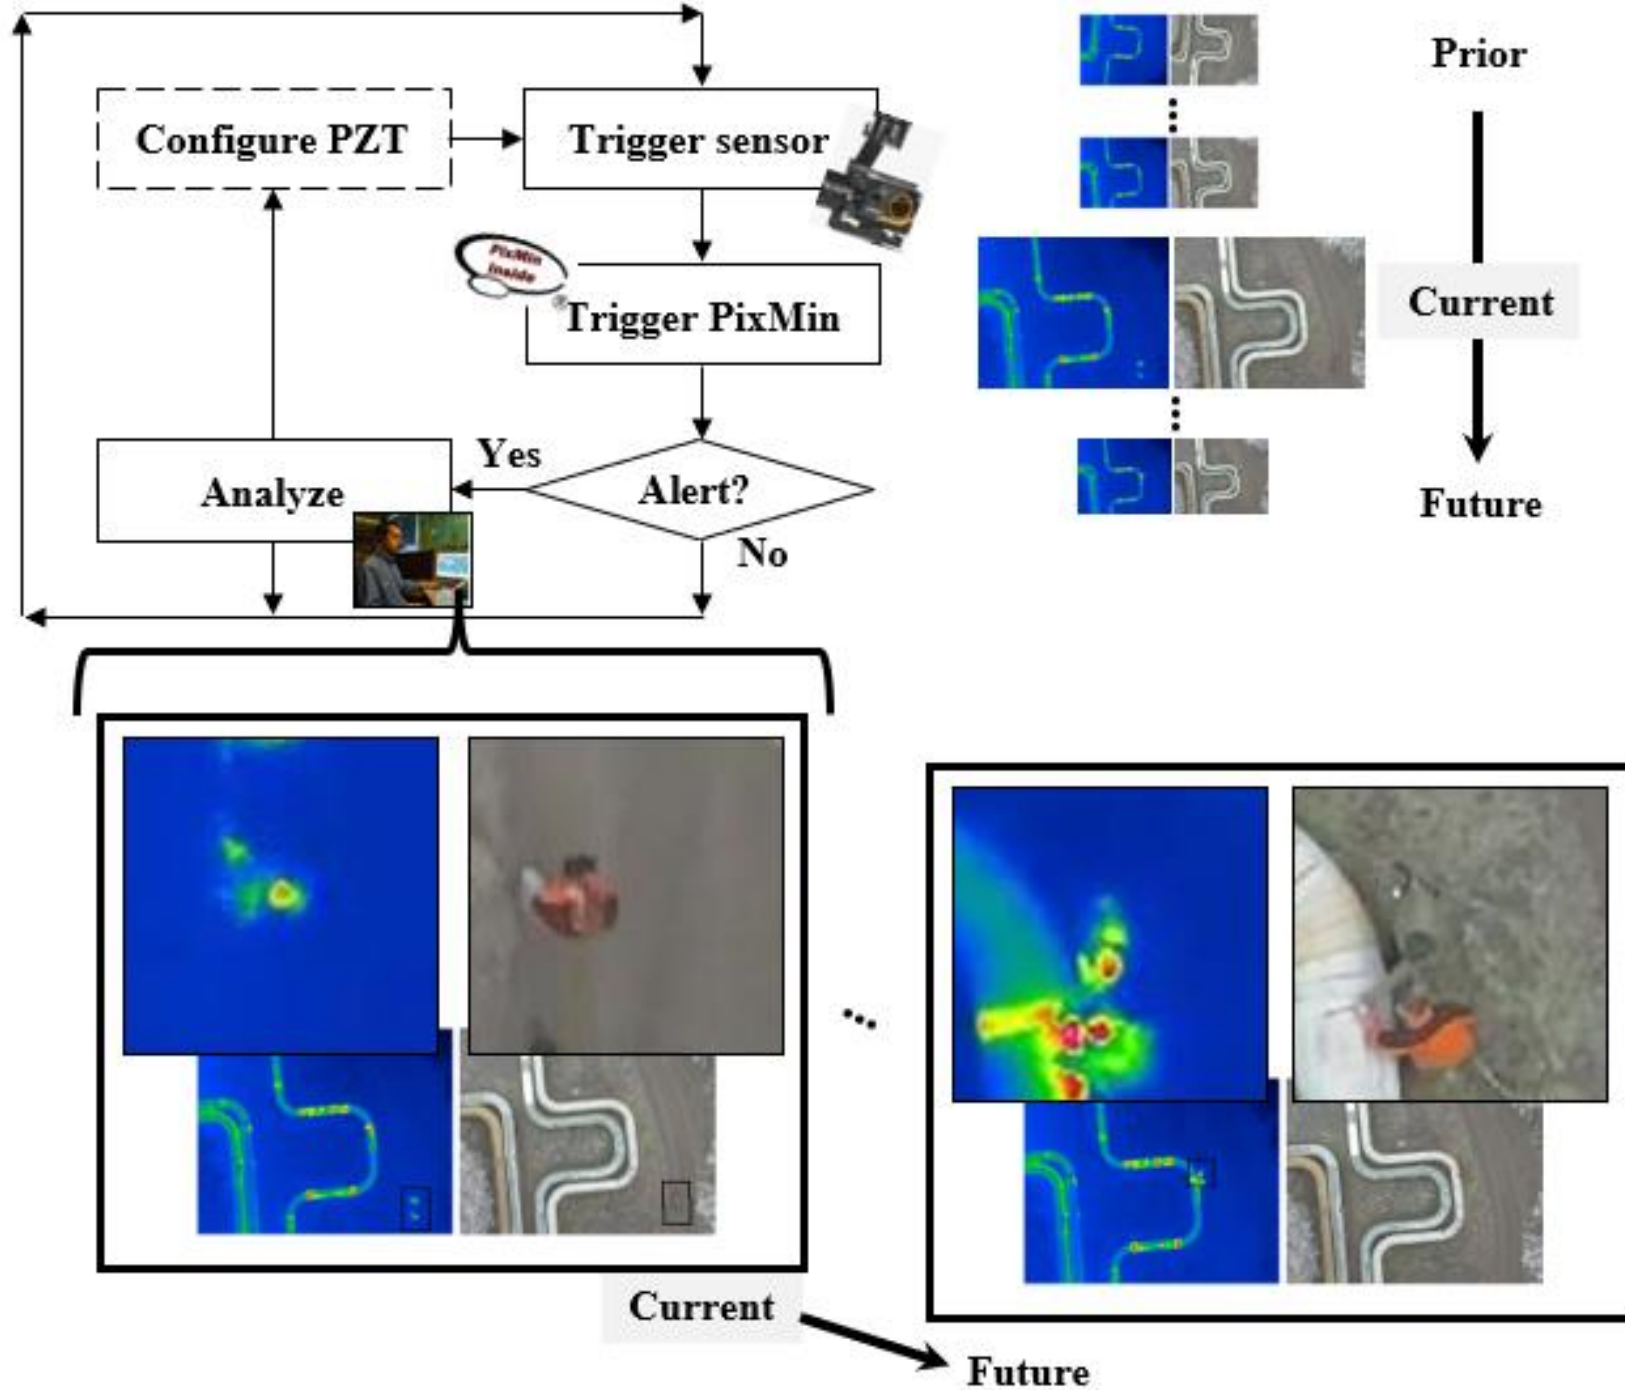 Prior
Configure PZT
Trigger sensor
PixMin
inside
®
Trigger PixMin
Current
Yes
Analyze
Alert?
Future
No
Current
Future